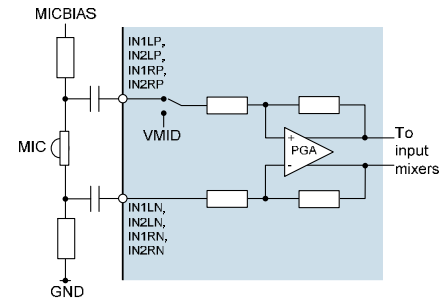 MICBIAS
IN1LP,
IN2LP,
IN1RP,
IN2RP
VMID
MIC
+
PGA
-
To
input
mixers
IN1LN,
IN2LN,
IN1RN,
IN2RN
GND